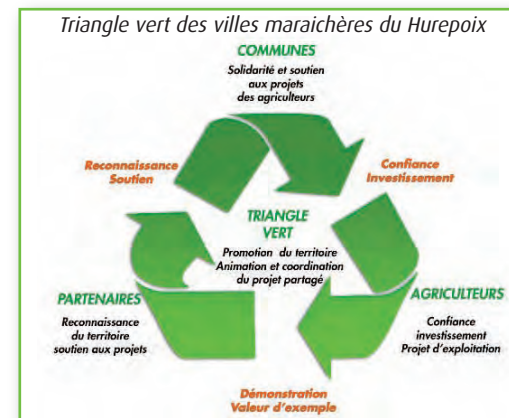 Triangle vert des villes maraichères du Hurepoix
COMMUNES
Solidarité et soutien
aux projets
des agriculteurs
Reconnaissance
Soutien
Confiance
Investissement
TRIANGLE
VERT
Promotion du territoire
Animation et coordination
du projet partagé
PARTENAIRES
Reconnaissance
du territoire
soutien aux projets
AGRICULTEURS
Confiance
investissement
Projet d'exploitation
Démonstration
Valeur d'exemple